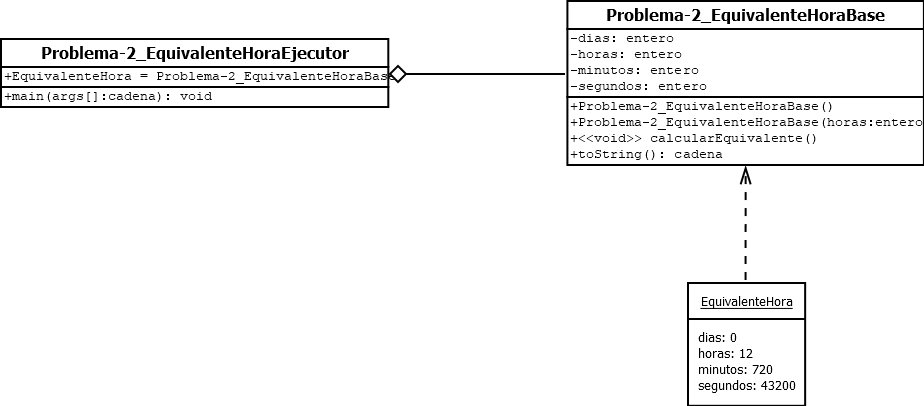 Problema-2_EquivalenteHoraEjecutor
+EquivalenteHora = Problema-2_EquivalenteHoraBas
+main(args[]:cadena): void
Problema-2_EquivalenteHoraBase
-dias: entero
-horas: entero
-minutos: entero
-segundos: entero
+Problema-2_EquivalenteHoraBase()
+Problema-2_EquivalenteHoraBase(horas:entero
+<<void>> calcularEquivalente()
+toString(): cadena
EquivalenteHora
dias: 0
horas: 12
minutos: 720
segundos: 43200